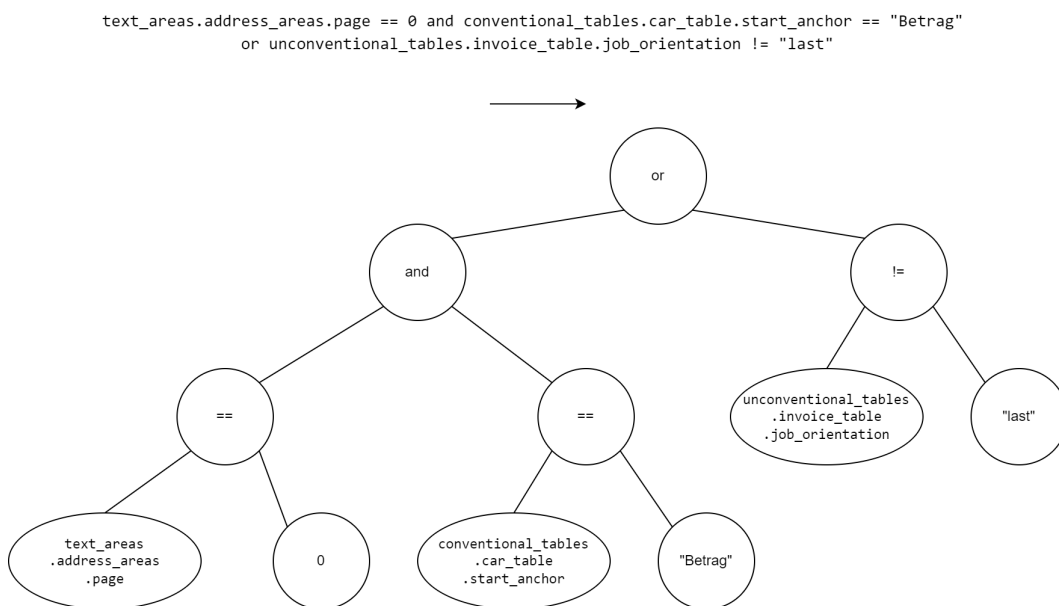 text_areas.address_areas.page == 0 and conventional_tables.car_table.start_anchor == "Betrag"
or unconventional_tables.invoice_table.job_orientation != "last"
or
and
!=
==
==
unconventional_tables
.invoice_table
.job_orientation
"last"
text_areas
.address_areas
.page
0
conventional_tables
.car_table
.start_anchor
"Betrag"